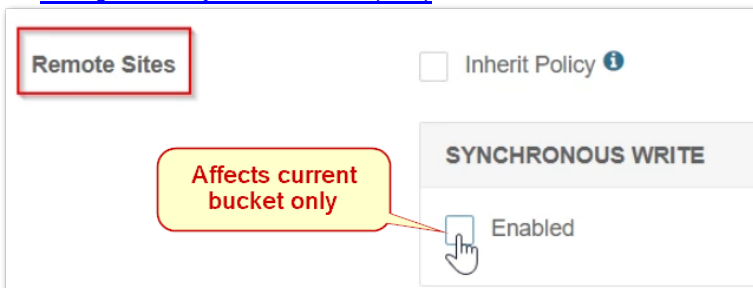 Remote Sites
Inherit Policy
SYNCHRONOUS WRITE
Affects current
bucket only
Enabled